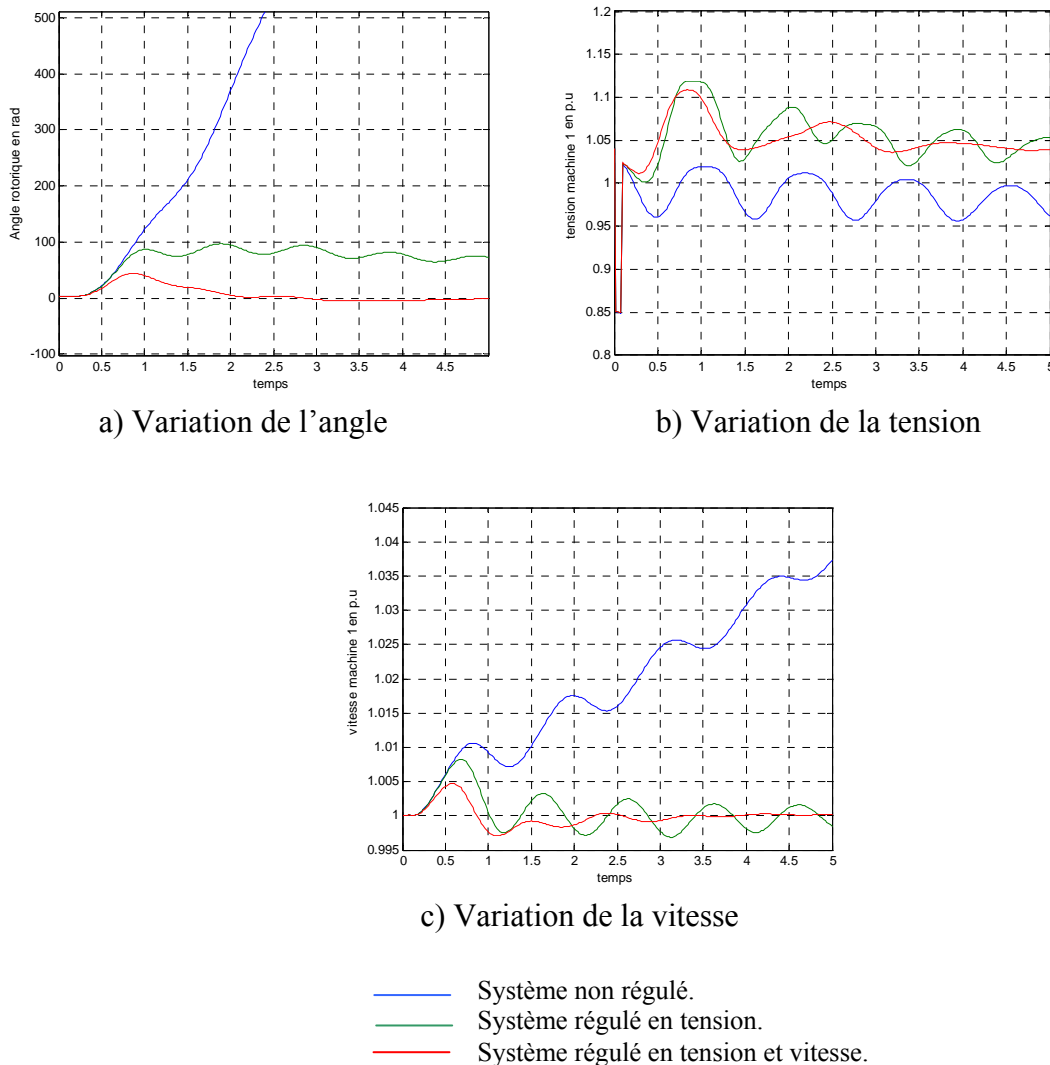 500
400
300
200
100
0
-100
Angle rotorique en rad
0 0.5 1 1.5 2 2.5 3 3.5 4 4.5
temps
a) Variation de l’angle
1.2
1.15
1.1
1.05
1
0.95
0.9
0.85
0.8
tension machine 1 en p.u
0 0.5 1 1.5 2 2.5 3 3.5 4 4.5 5
temps
b) Variation de la tension
1.045
1.04
1.035
1.03
1.025
1.02
1.015
1.01
1.005
1
0.995
vitesse machine 1 en p.u
0 0.5 1 1.5 2 2.5 3 3.5 4 4.5 5
temps
c) Variation de la vitesse
Système non régulé.
Système régulé en tension.
Système régulé en tension et vitesse.